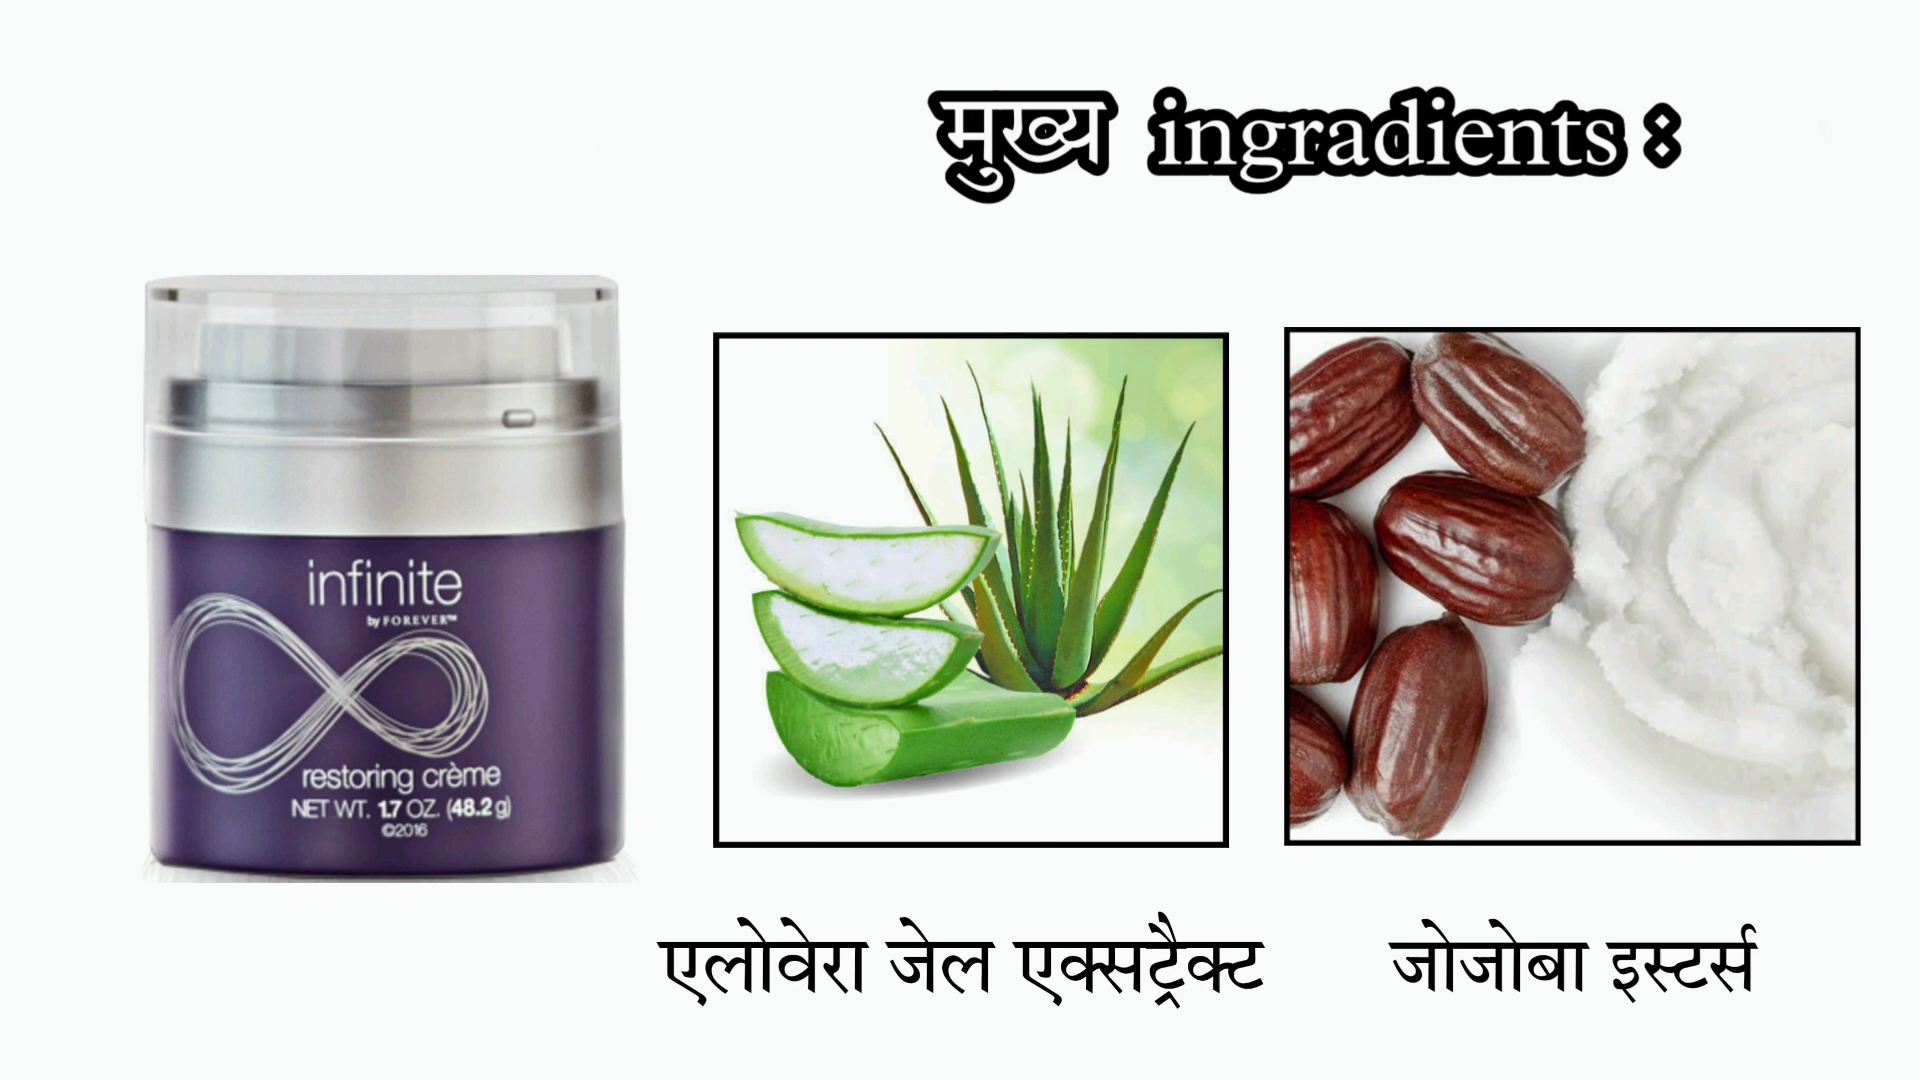 मुख्य ingradients :
infinite
by FOREVER™
restoring crème
NET WT. 1.7 OZ. (48.2 g)
©2016
एलोवेरा जेल एक्सट्रैक्ट
जोजोबा इस्टर्स